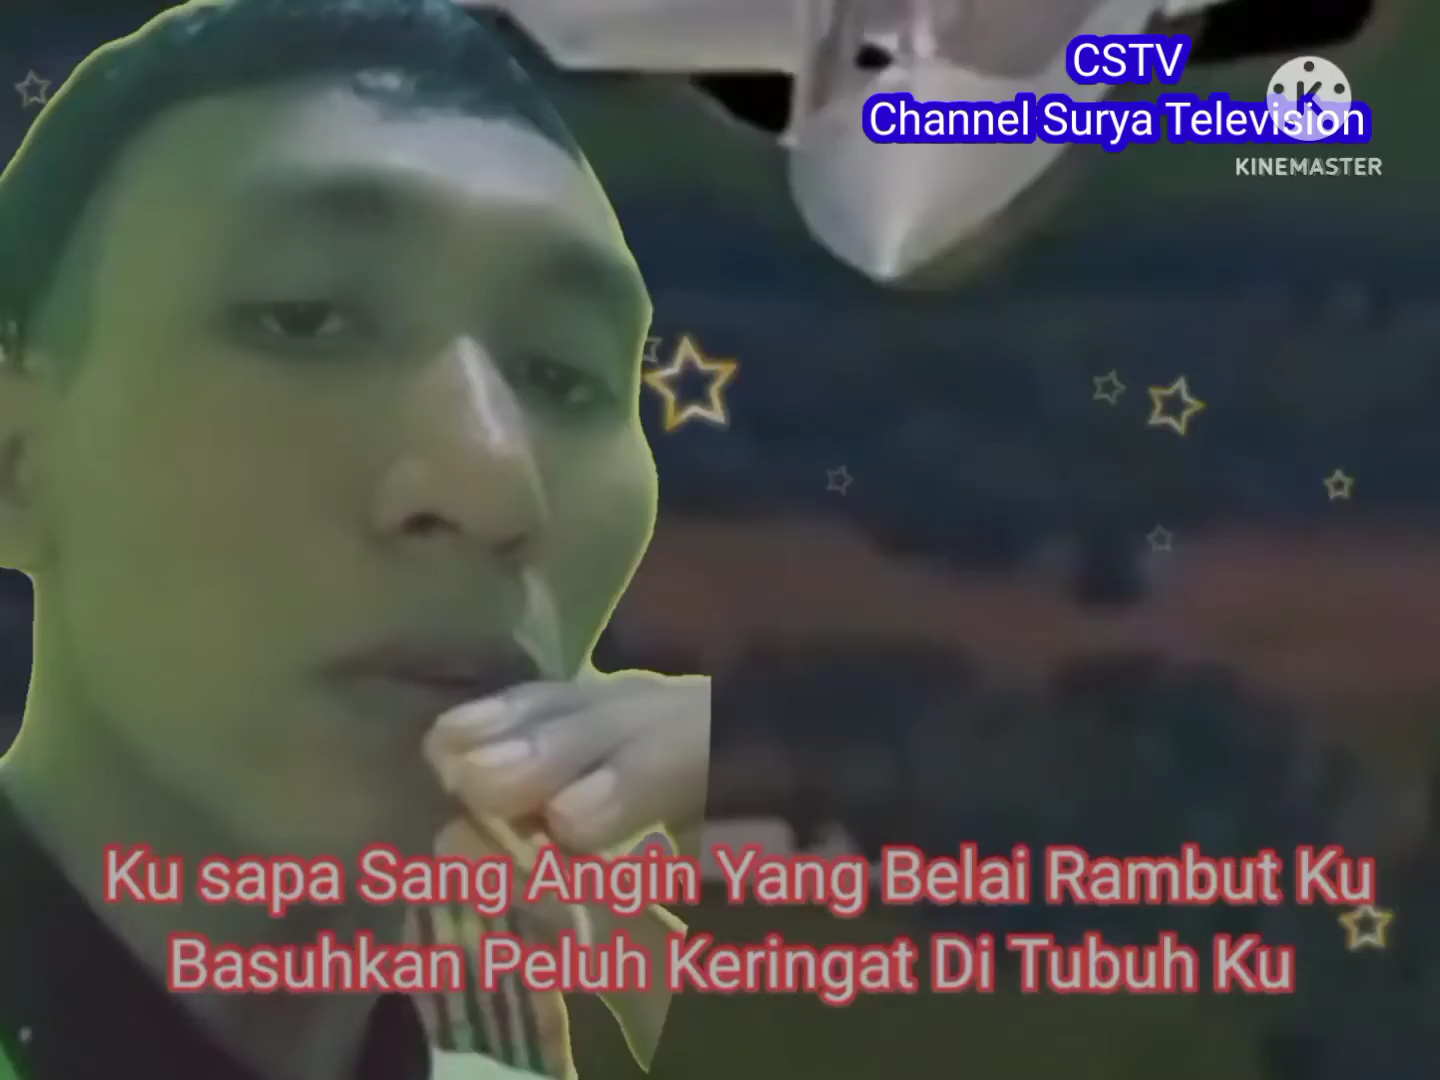 CSTV
Channel Surya Television
KINEMASTER
Ku sapa Sang Angin Yang Belai Rambut Ku
Basuhkan Peluh Keringat Di Tubuh Ku